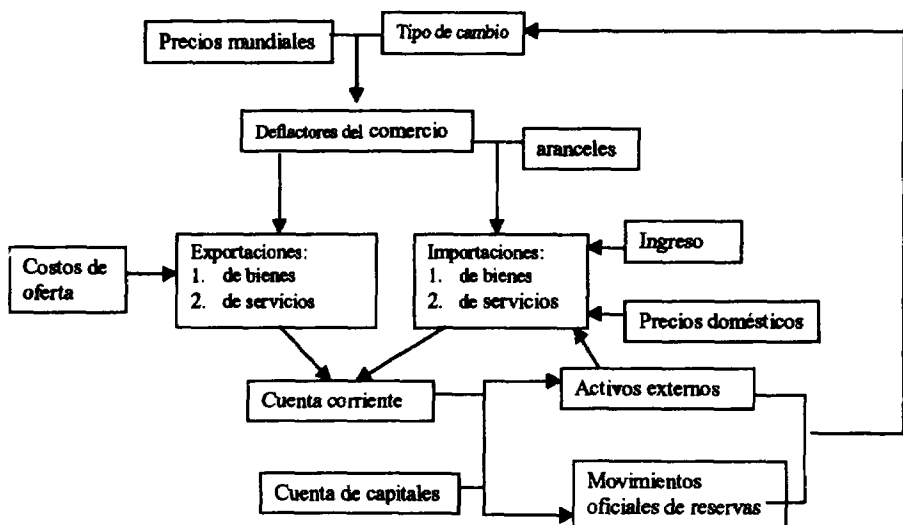 Precios mundiales
Tipo de cambio
Deflactores del comercio
aranceles
Exportaciones:
1. de bienes
2. de servicios
Importaciones:
1. de bienes
2. de servicios
Ingreso
Costos de
oferta
Precios domésticos
Cuenta corriente
Activos externos
Cuenta de capitales
Movimientos
oficiales de reservas